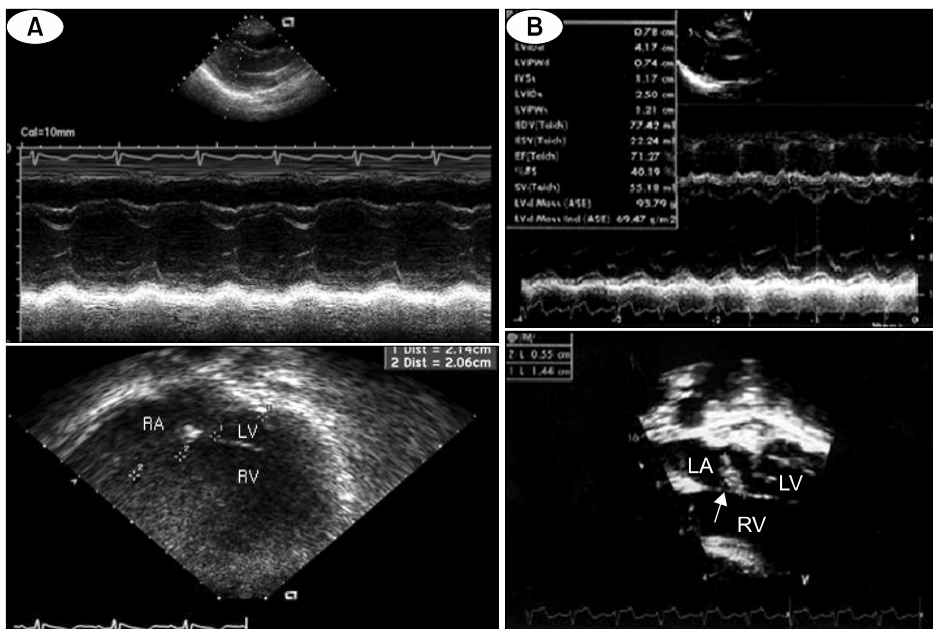 A
Cal=10mm
B
0.78 cm
LVIDd 4.17 cm
LVPWd 0.74 cm
IVSs 1.17 cm
LVIDs 2.50 cm
LVPWs 1.21 cm
EDV(Teich) 77.42 ml
ESV(Teich) 22.24 ml
EF(Teich) 71.27 %
%FS 40.19 %
SV(Teich) 55.18 ml
LVd Mass (ASE) 93.79 g
LVd Mass Ind (ASE) 69.47 g/m2
V
1 Dist = 2.14cm
2 Dist = 2.06cm
RA
LV
RV
2 L 0.55 cm
1 L 1.44 cm
16
LA
LV
RV
V